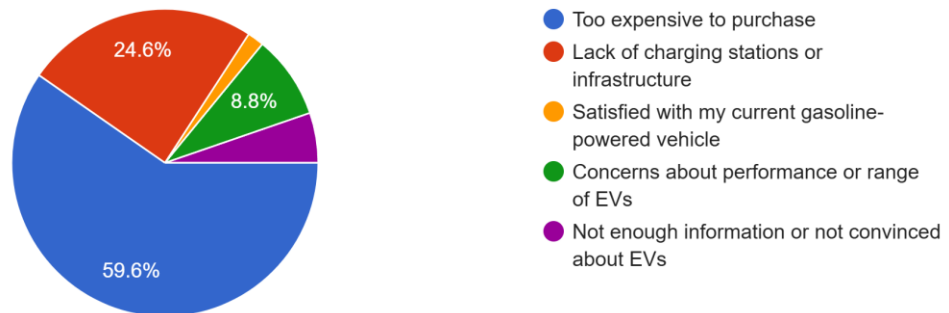 Too expensive to purchase
24.6%
Lack of charging stations or
infrastructure
8.8%
Satisfied with my current gasoline-
powered vehicle
Concerns about performance or range
of EVs
Not enough information or not convinced
about EVs
59.6%